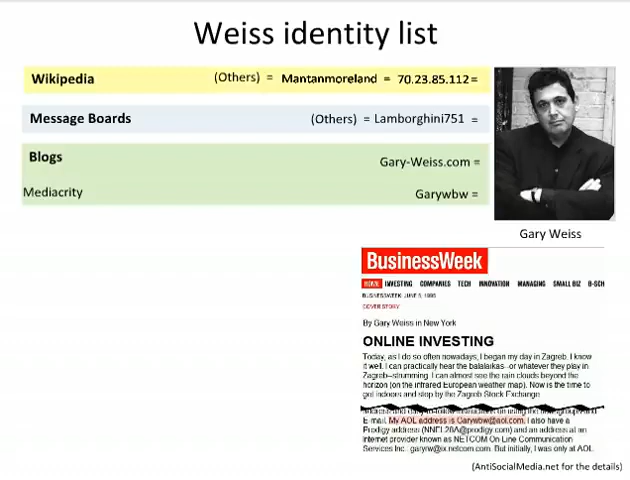 Weiss identity list
Wikipedia (Others) = Mantanmoreland = 70.23.85.112=
Message Boards (Others) = Lamborghini751 =
Blogs Gary-Weiss.com =
Mediacrity Garywbw =
Gary Weiss
BusinessWeek
HOME INVESTING COMPANIES TECH INNOVATION MANAGING SMALL BIZ B-SCH
BUSINESSWEEK: JUNE 5, 1995
COVER STORY
By Gary Weiss in New York
ONLINE INVESTING
Today, as I do so often nowadays, I began my day in Zagreb. I know
it well. I can practically hear the balalaikas--or whatever they play in
Zagreb--strumming. I can almost see the rain clouds beyond the
horizon (on the infrared European weather map). Now is the time to
get indoors and stop by the Zagreb Stock Exchange
E-mail. My AOL address is Garywbw@aol.com. I also have a
Prodigy address (NNFL28A@prodigy.com) and an address at an
Internet provider known as NETCOM On-Line Communication
Services Inc.: garyrw@ix.netcom.com. But initially, I was only at AOL.
(AntiSocialMedia.net for the details)